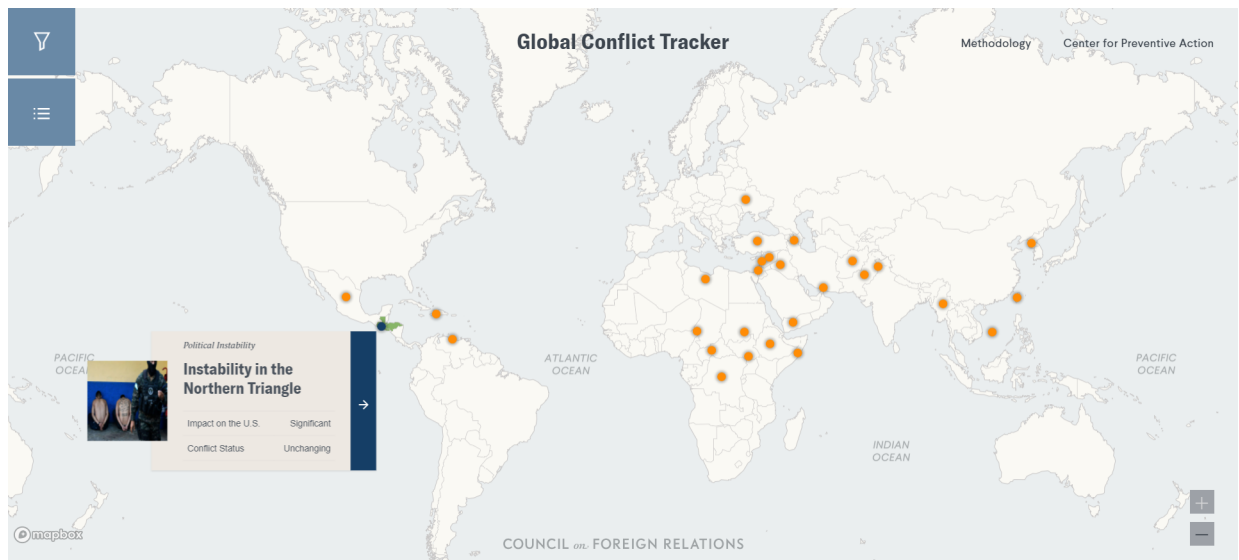 Global Conflict Tracker
Methodology
Center for Preventive Action
PACIFIC
OCEAN
ATLANTIC
OCEAN
PACIFIC
OCEAN
INDIAN
OCEAN
Political Instability
Instability in the
Northern Triangle
Impact on the U.S. Significant
Conflict Status Unchanging
mapbox
COUNCIL on FOREIGN RELATIONS